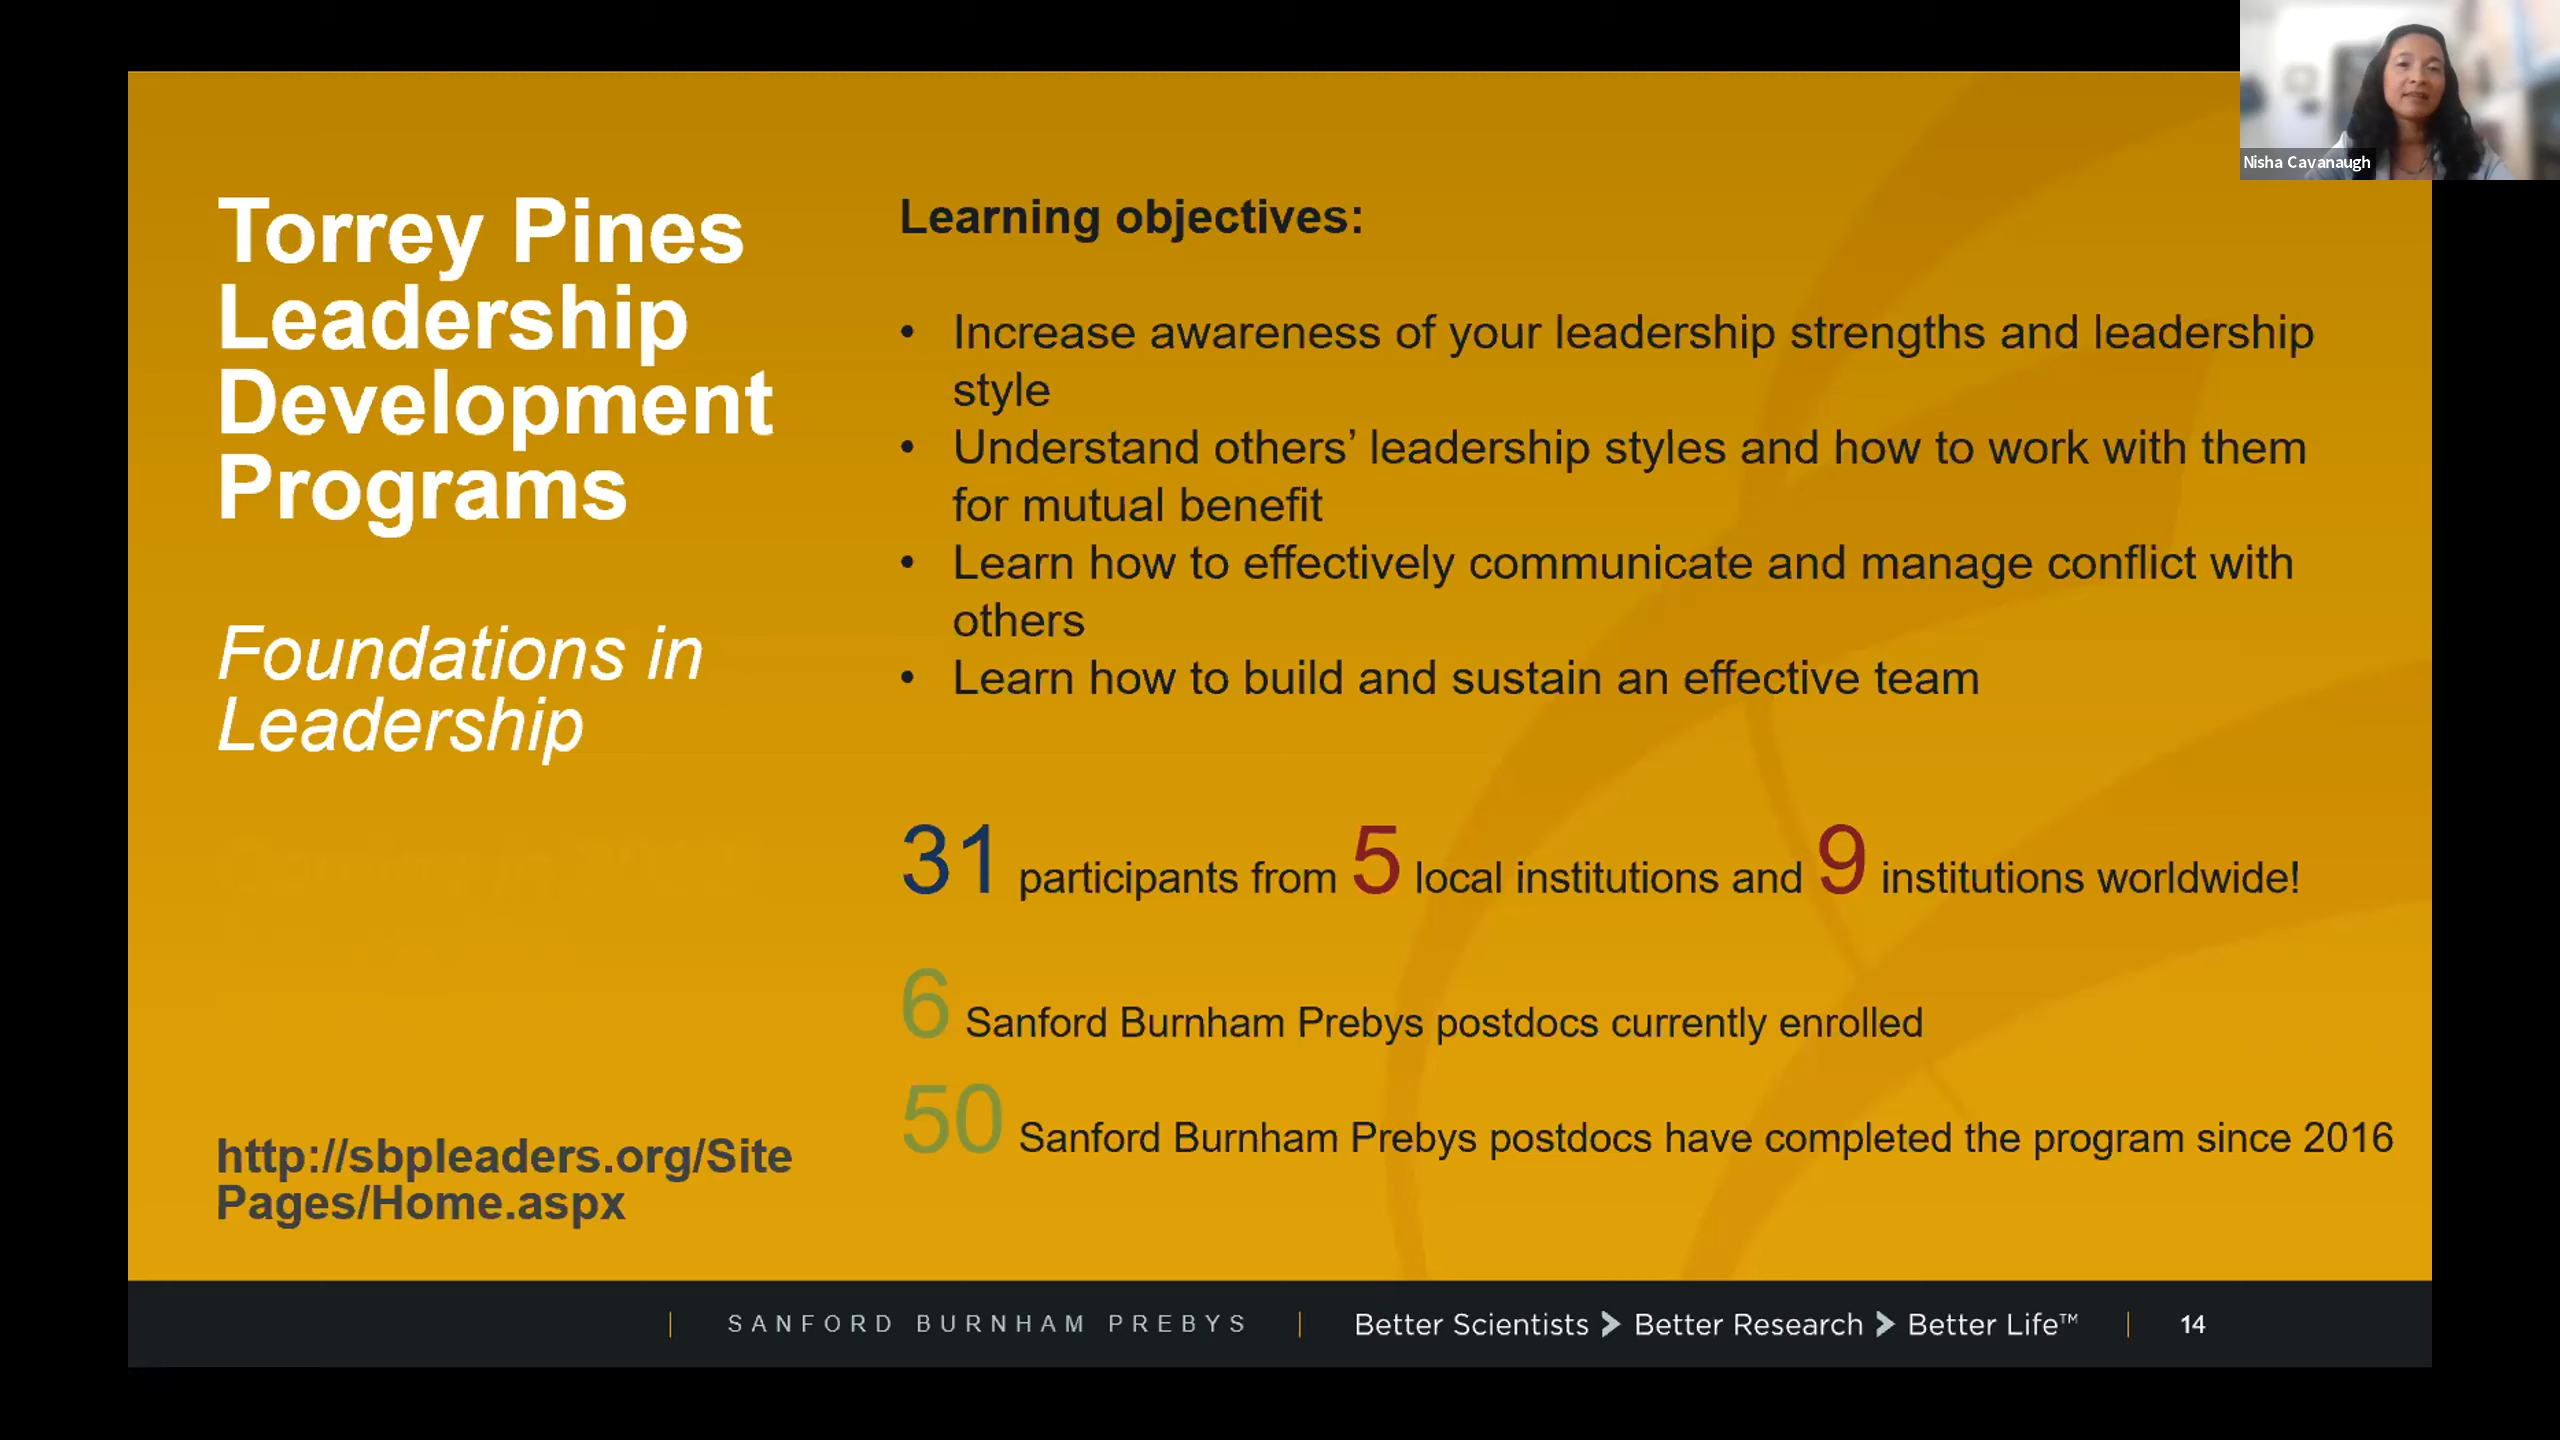 Nisha Cavanaugh
Torrey Pines
Leadership
Development
Programs
Foundations in
Leadership
http://sbpleaders.org/Site
Pages/Home.aspx
Learning objectives:
• Increase awareness of your leadership strengths and leadership
style
• Understand others’ leadership styles and how to work with them
for mutual benefit
• Learn how to effectively communicate and manage conflict with
others
• Learn how to build and sustain an effective team
31 participants from 5 local institutions and 9 institutions worldwide!
6 Sanford Burnham Prebys postdocs currently enrolled
50 Sanford Burnham Prebys postdocs have completed the program since 2016
SANFORD BURNHAM PREBYS
Better Scientists > Better Research > Better Life™
14